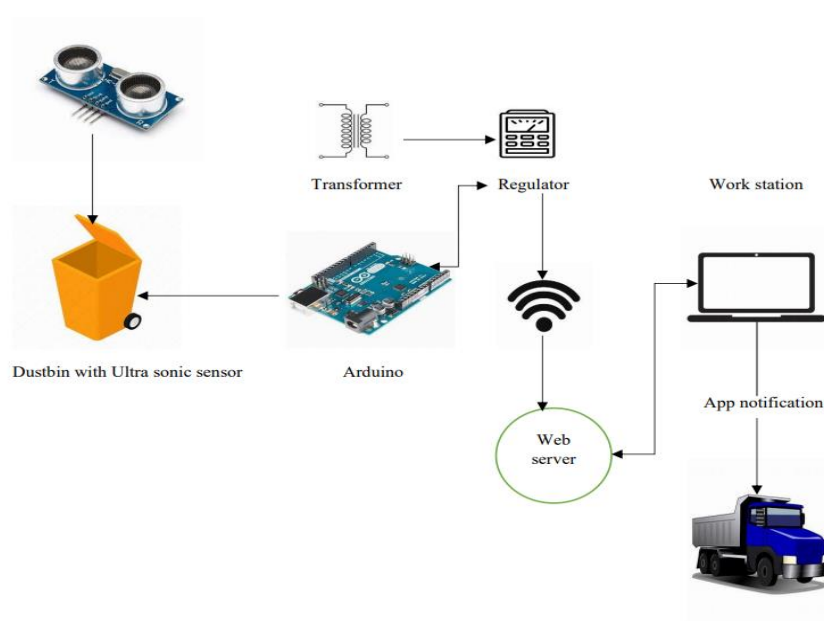 Transformer
Regulator
Work station
Dustbin with Ultra sonic sensor
Arduino
Web
server
App notification